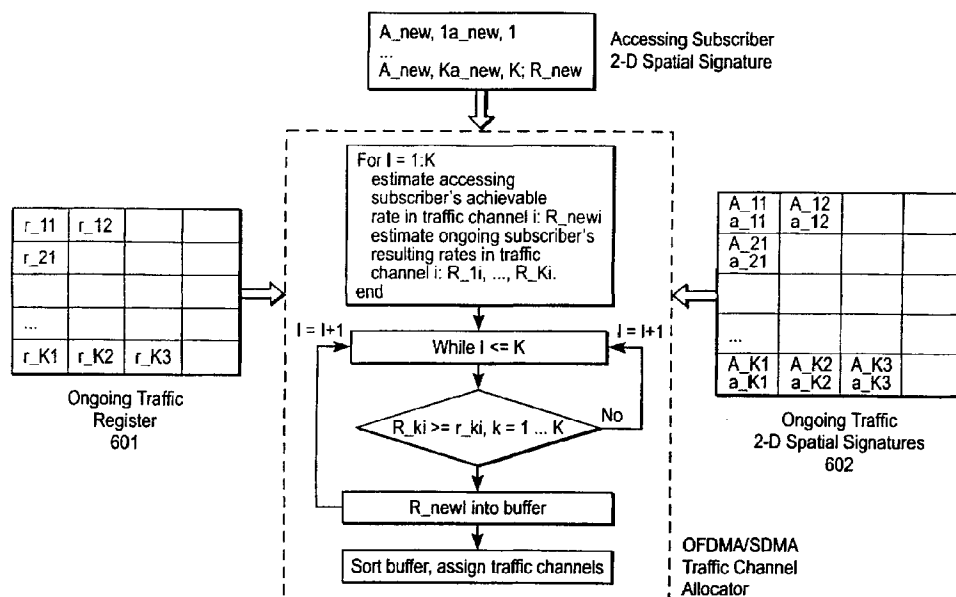 A_new, 1a_new, 1
...
A_new, Ka_new, K; R_new
Accessing Subscriber
2-D Spatial Signature
For I = 1:K
estimate accessing
subscriber's achievable
rate in traffic channel i: R_newi
estimate ongoing subscriber's
resulting rates in traffic
channel i: R_1i, ..., R_Ki.
end
r_11 r_12
r_21
...
r_K1 r_K2 r_K3
Ongoing Traffic
Register
601
A_11 A_12
a_11 a_12
A_21
a_21
...
A_K1 A_K2 A_K3
a_K1 a_K2 a_K3
Ongoing Traffic
2-D Spatial Signatures
602
I = I+1
I = I+1
While I <= K
R_ki >= r_ki, k = 1 ... K
No
R_newI into buffer
Sort buffer, assign traffic channels
OFDMA/SDMA
Traffic Channel
Allocator